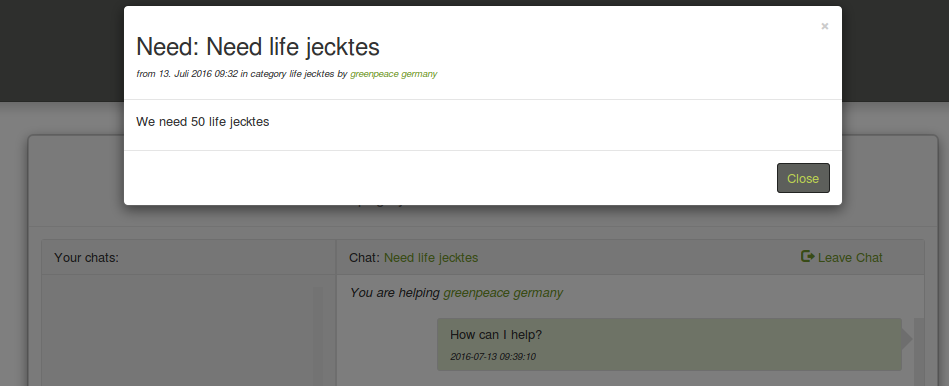 ×
Need: Need life jecktes
from 13. Juli 2016 09:32 in category life jecktes by greenpeace germany
We need 50 life jecktes
Close
Your chats:
Chat: Need life jecktes
Leave Chat
You are helping greenpeace germany
How can I help?
2016-07-13 09:39:10